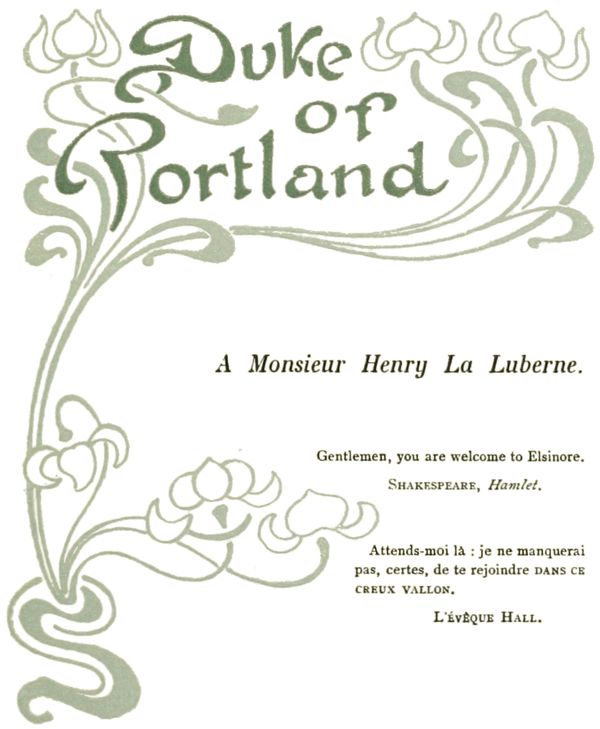 Duke
of
Portland
A Monsieur Henry La Luberne.
Gentlemen, you are welcome to Elsinore.
SHAKESPEARE, Hamlet.
Attends-moi là : je ne manquerai
pas, certes, de te rejoindre DANS CE
CREUX VALLON.
L'ÉVÊQUE HALL.